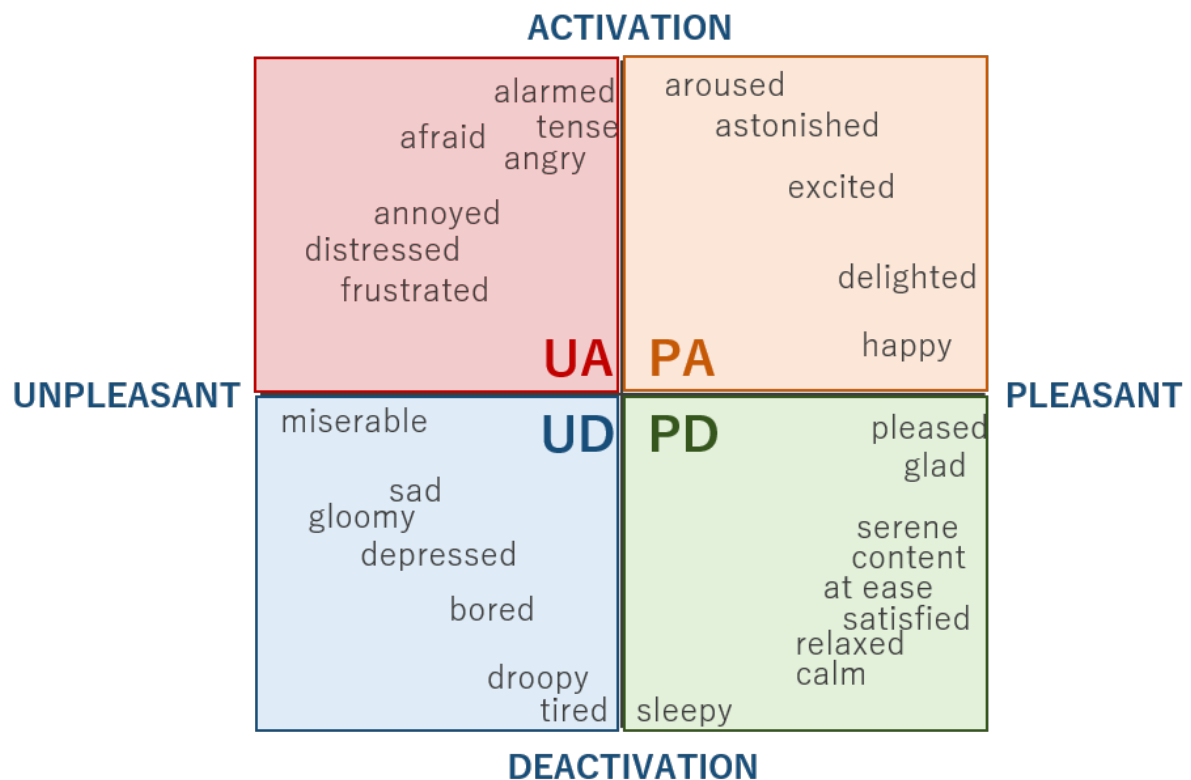 ACTIVATION
alarmed
tense
afraid
angry
annoyed
distressed
frustrated
UA
aroused
astonished
excited
delighted
happy
PA
UNPLEASANT
PLEASANT
miserable
UD
sad
gloomy
depressed
bored
droopy
tired
PD
pleased
glad
serene
content
at ease
satisfied
relaxed
calm
sleepy
DEACTIVATION